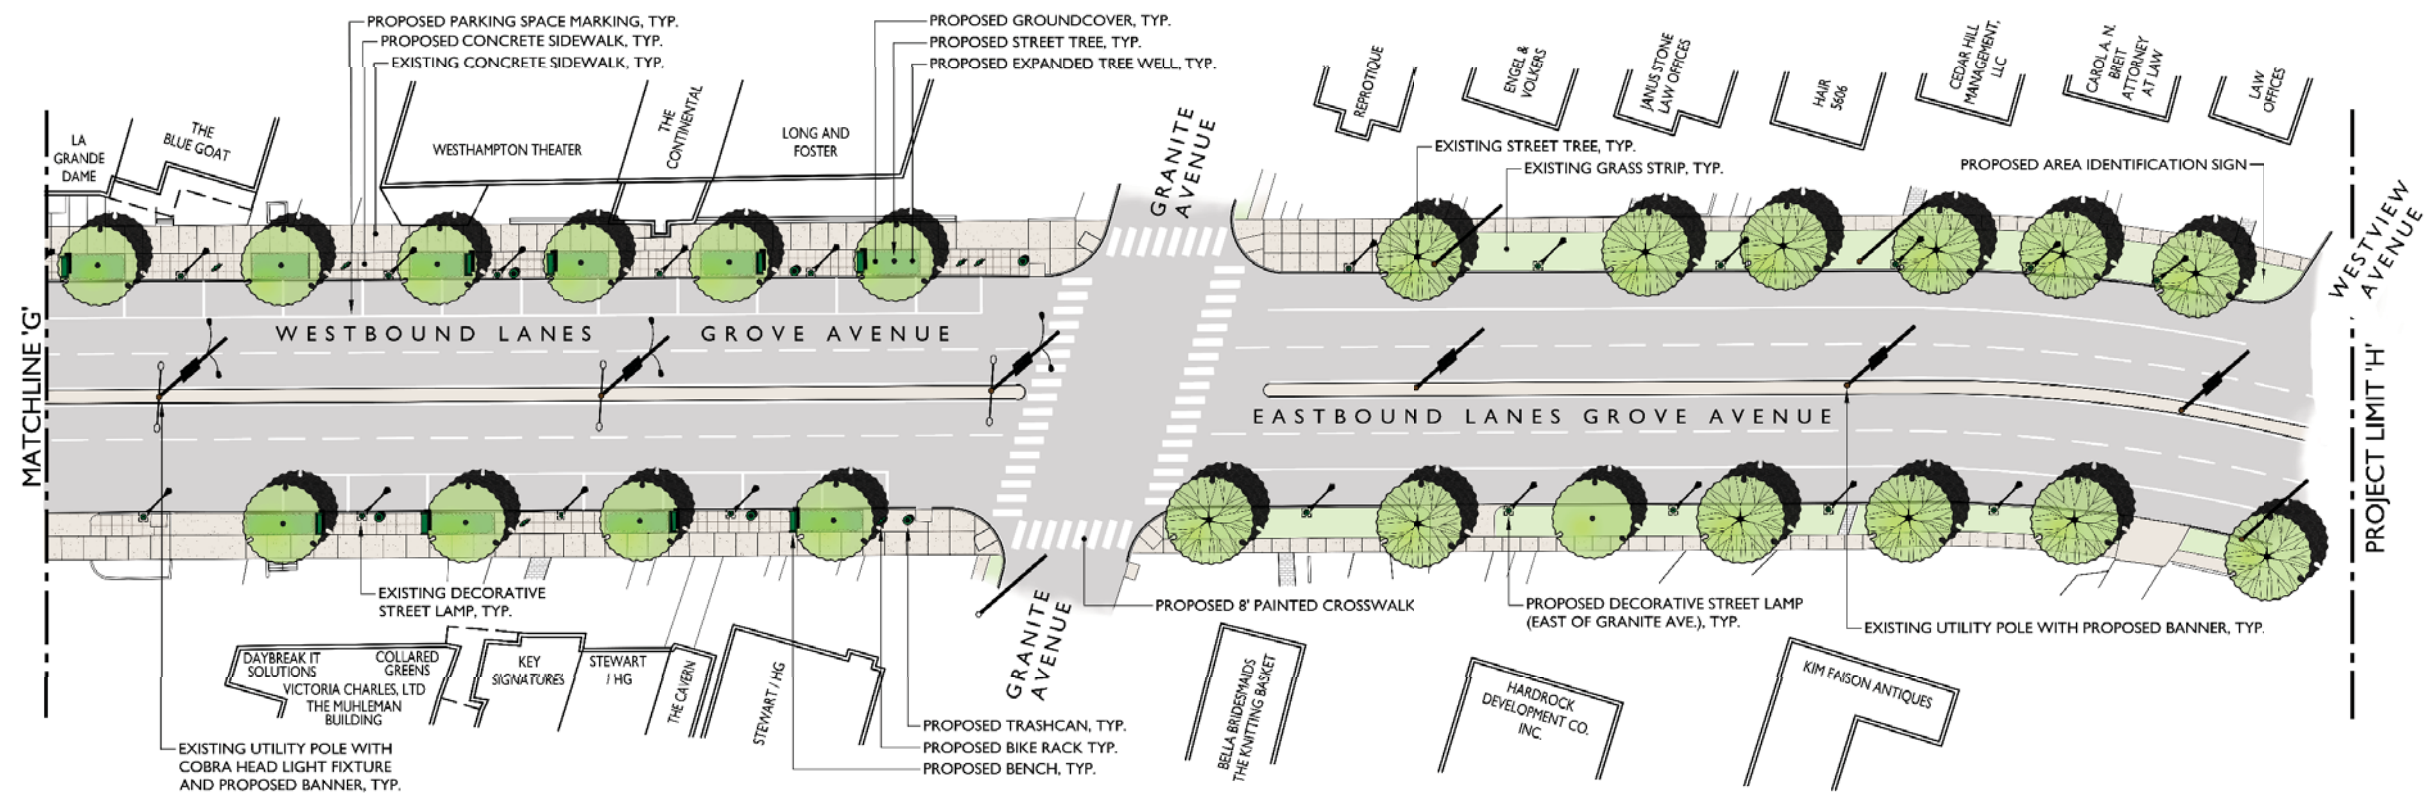 PROPOSED PARKING SPACE MARKING, TYP.
PROPOSED CONCRETE SIDEWALK, TYP.
EXISTING CONCRETE SIDEWALK, TYP.
PROPOSED GROUNDCOVER, TYP.
PROPOSED STREET TREE, TYP.
PROPOSED EXPANDED TREE WELL, TYP.
LA
GRANDE
DAME
THE
BLUE GOAT
WESTHAMPTON THEATER
THE
CONTINENTAL
LONG AND
FOSTER
GRANITE
AVENUE
REPROTIQUE
ENGEL &
VOLKERS
JANUS STONE
LAW OFFICES
HAIR
5606
CEDAR HILL
MANAGEMENT,
LLC
CAROL A. N.
BREIT
ATTORNEY
AT LAW
LAW
OFFICES
EXISTING STREET TREE, TYP.
EXISTING GRASS STRIP, TYP.
PROPOSED AREA IDENTIFICATION SIGN
WESTVIEW
AVENUE
MATCHLINE 'G'
WESTBOUND LANES GROVE AVENUE
EASTBOUND LANES GROVE AVENUE
PROJECT LIMIT 'H'
EXISTING DECORATIVE
STREET LAMP, TYP.
GRANITE
AVENUE
PROPOSED 8' PAINTED CROSSWALK
PROPOSED DECORATIVE STREET LAMP
(EAST OF GRANITE AVE.), TYP.
EXISTING UTILITY POLE WITH PROPOSED BANNER, TYP.
DAYBREAK IT
SOLUTIONS
COLLARED
GREENS
VICTORIA CHARLES, LTD
THE MUHLEMAN
BUILDING
KEY
SIGNATURES
STEWART
/ HG
THE CAVERN
STEWART / HG
BELLA BRIDESMAIDS
THE KNITTING BASKET
HARDROCK
DEVELOPMENT CO.
INC.
KIM FAISON ANTIQUES
PROPOSED TRASHCAN, TYP.
PROPOSED BIKE RACK TYP.
PROPOSED BENCH, TYP.
EXISTING UTILITY POLE WITH
COBRA HEAD LIGHT FIXTURE
AND PROPOSED BANNER, TYP.